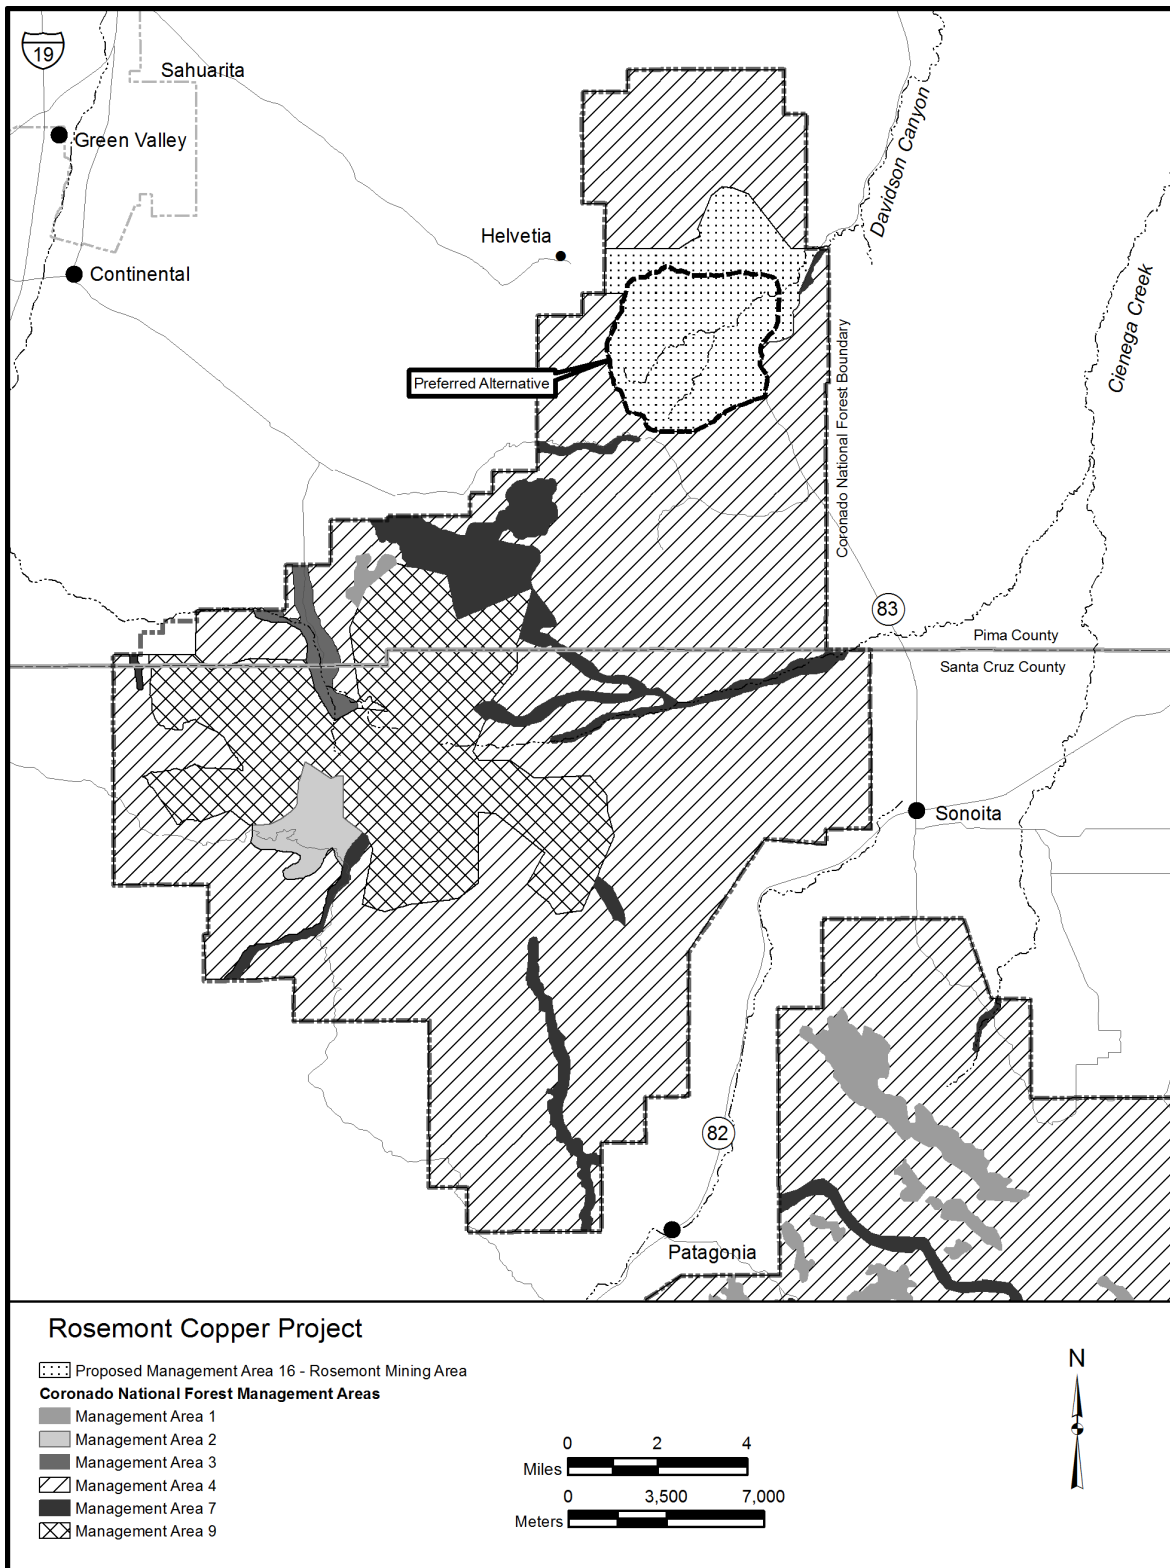 19
Sahuarita
Green Valley
Continental
Helvetia
Davidson Canyon
Cienega Creek
Coronado National Forest Boundary
Preferred Alternative
83
Pima County
Santa Cruz County
Sonoita
82
Patagonia
Rosemont Copper Project
Proposed Management Area 16 - Rosemont Mining Area
Coronado National Forest Management Areas
Management Area 1
Management Area 2
Management Area 3
Management Area 4
Management Area 7
Management Area 9
0 2 4
Miles
0 3,500 7,000
Meters
N